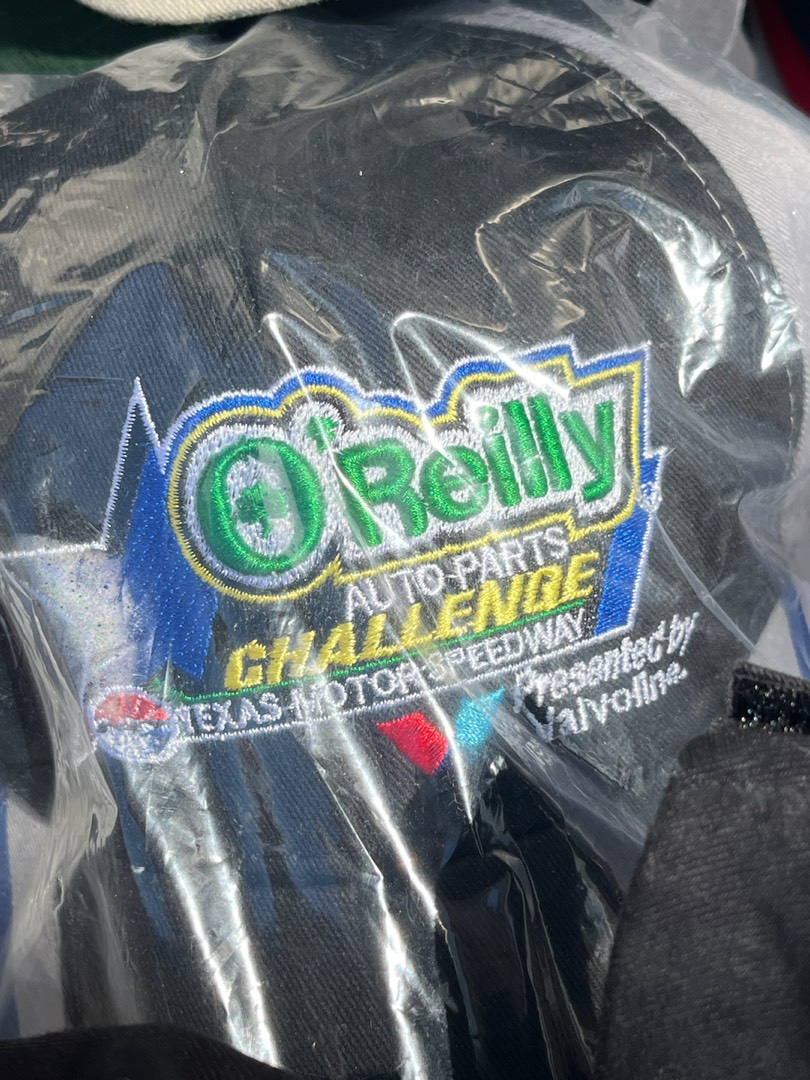 O'Reilly
AUTO PARTS
CHALLENGE
TEXAS MOTOR SPEEDWAY
Presented by
Valvoline